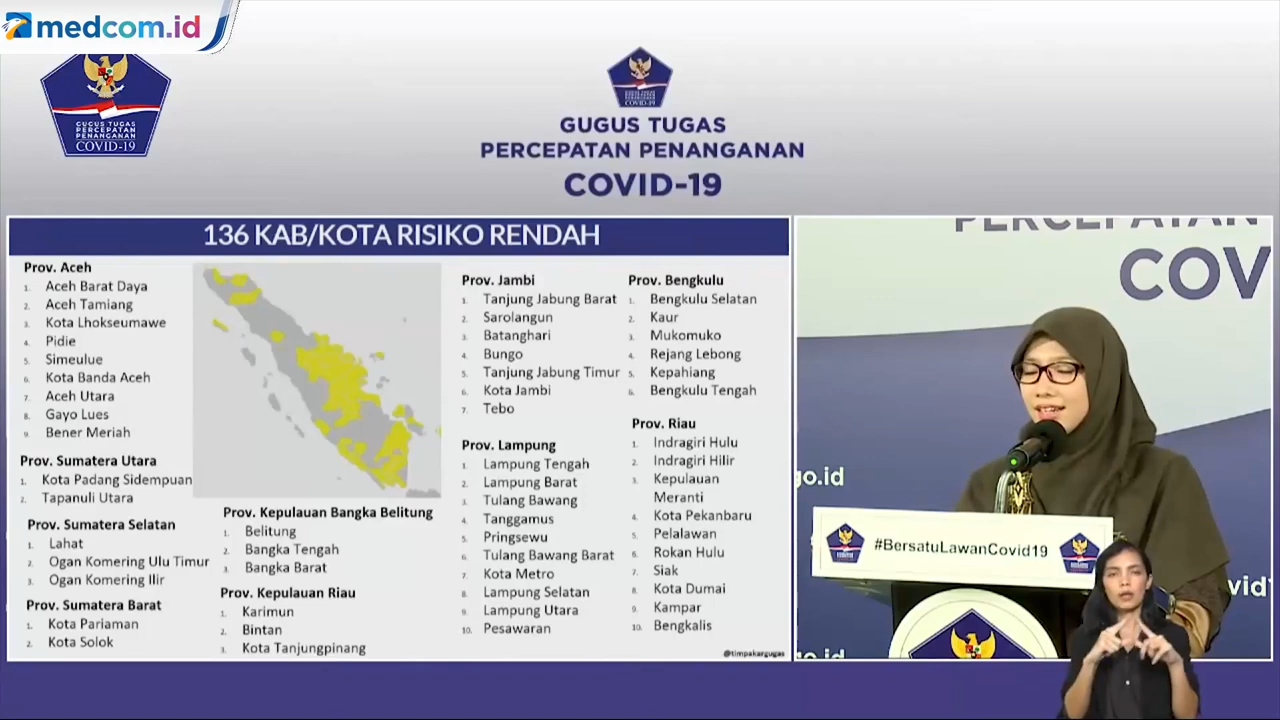 medcom.id
GUGUS TUGAS
PERCEPATAN
PENANGANAN
COVID-19
GUGUS TUGAS
PERCEPATAN PENANGANAN
COVID-19
136 KAB/KOTA RISIKO RENDAH
Prov. Aceh
1. Aceh Barat Daya
2. Aceh Tamiang
3. Kota Lhokseumawe
4. Pidie
5. Simeulue
6. Kota Banda Aceh
7. Aceh Utara
8. Gayo Lues
9. Bener Meriah
Prov. Sumatera Utara
1. Kota Padang Sidempuan
2. Tapanuli Utara
Prov. Sumatera Selatan
1. Lahat
2. Ogan Komering Ulu Timur
3. Ogan Komering Ilir
Prov. Sumatera Barat
1. Kota Pariaman
2. Kota Solok
Prov. Kepulauan Bangka Belitung
1. Belitung
2. Bangka Tengah
3. Bangka Barat
Prov. Kepulauan Riau
1. Karimun
2. Bintan
3. Kota Tanjungpinang
Prov. Jambi
1. Tanjung Jabung Barat
2. Sarolangun
3. Batanghari
4. Bungo
5. Tanjung Jabung Timur
6. Kota Jambi
7. Tebo
Prov. Lampung
1. Lampung Tengah
2. Lampung Barat
3. Tulang Bawang
4. Tanggamus
5. Pringsewu
6. Tulang Bawang Barat
7. Kota Metro
8. Lampung Selatan
9. Lampung Utara
10. Pesawaran
Prov. Bengkulu
1. Bengkulu Selatan
2. Kaur
3. Mukomuko
4. Rejang Lebong
5. Kepahiang
6. Bengkulu Tengah
Prov. Riau
1. Indragiri Hulu
2. Indragiri Hilir
3. Kepulauan
Meranti
4. Kota Pekanbaru
5. Pelalawan
6. Rokan Hulu
7. Siak
8. Kota Dumai
9. Kampar
10. Bengkalis
@timpakargugas
PERCEPATAN
COV
go.id
#BersatuLawanCovid19
vid1
go.id